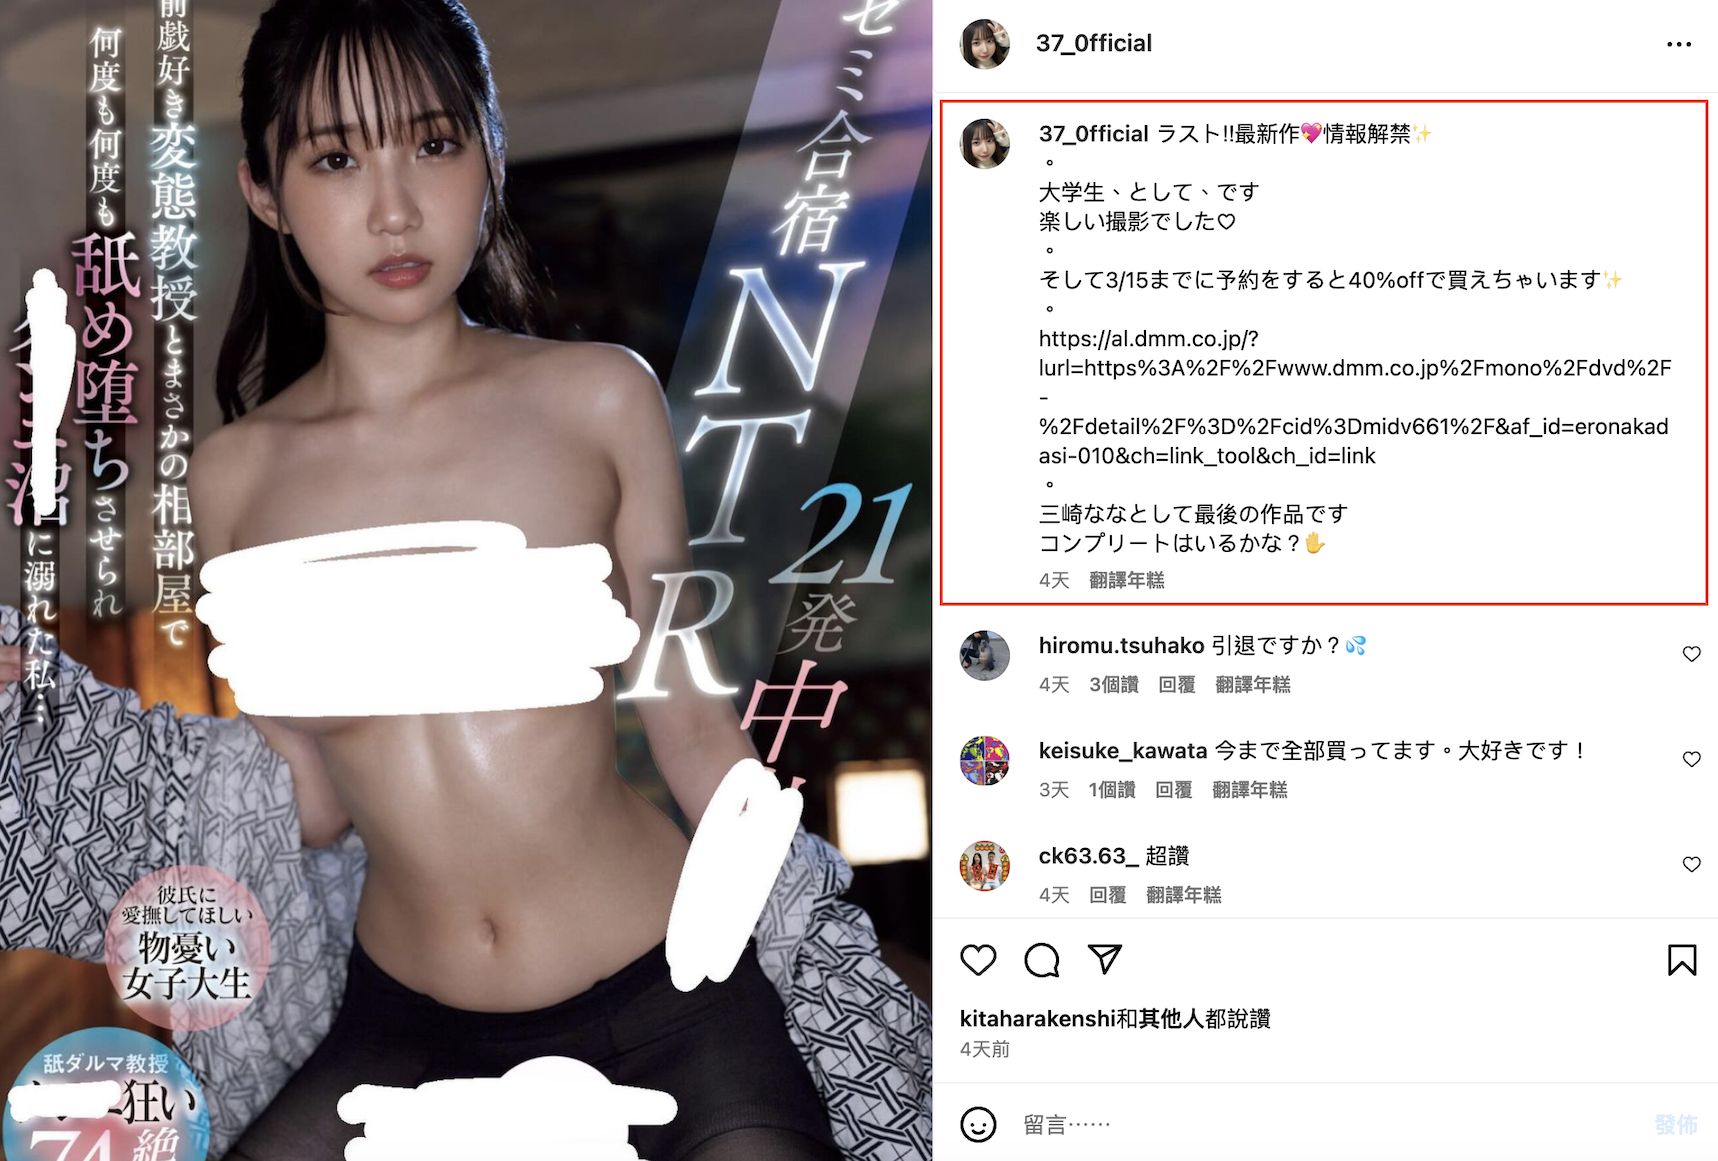 前戯好き変態教授とまさかの相部屋で
何度も何度も舐め堕ちさせられ
沼に溺れた私…
ゼミ合宿NTR
21発中
彼氏に
愛撫してほしい
物憂い
女子大生
舐ダルマ教授
狂い
74絶
37_0fficial
37_0fficial ラスト!!最新作💖情報解禁✨
。
大学生、として、です
楽しい撮影でした♡
。
そして3/15までに予約をすると40%offで買えちゃいます✨
。
https://al.dmm.co.jp/?
lurl=https%3A%2F%2Fwww.dmm.co.jp%2Fmono%2Fdvd%2F
-
%2Fdetail%2F%3D%2Fcid%3Dmidv661%2F&af_id=eronakad
asi-010&ch=link_tool&ch_id=link
。
三崎ななとして最後の作品です
コンプリートはいるかな？✋
4天 翻譯年糕
hiromu.tsuhako 引退ですか？💦
4天 3個讚 回覆 翻譯年糕
keisuke_kawata 今まで全部買ってます。大好きです！
3天 1個讚 回覆 翻譯年糕
ck63.63_ 超讚
4天 回覆 翻譯年糕
kitaharakenshi和其他人都說讚
4天前
留言……
發佈